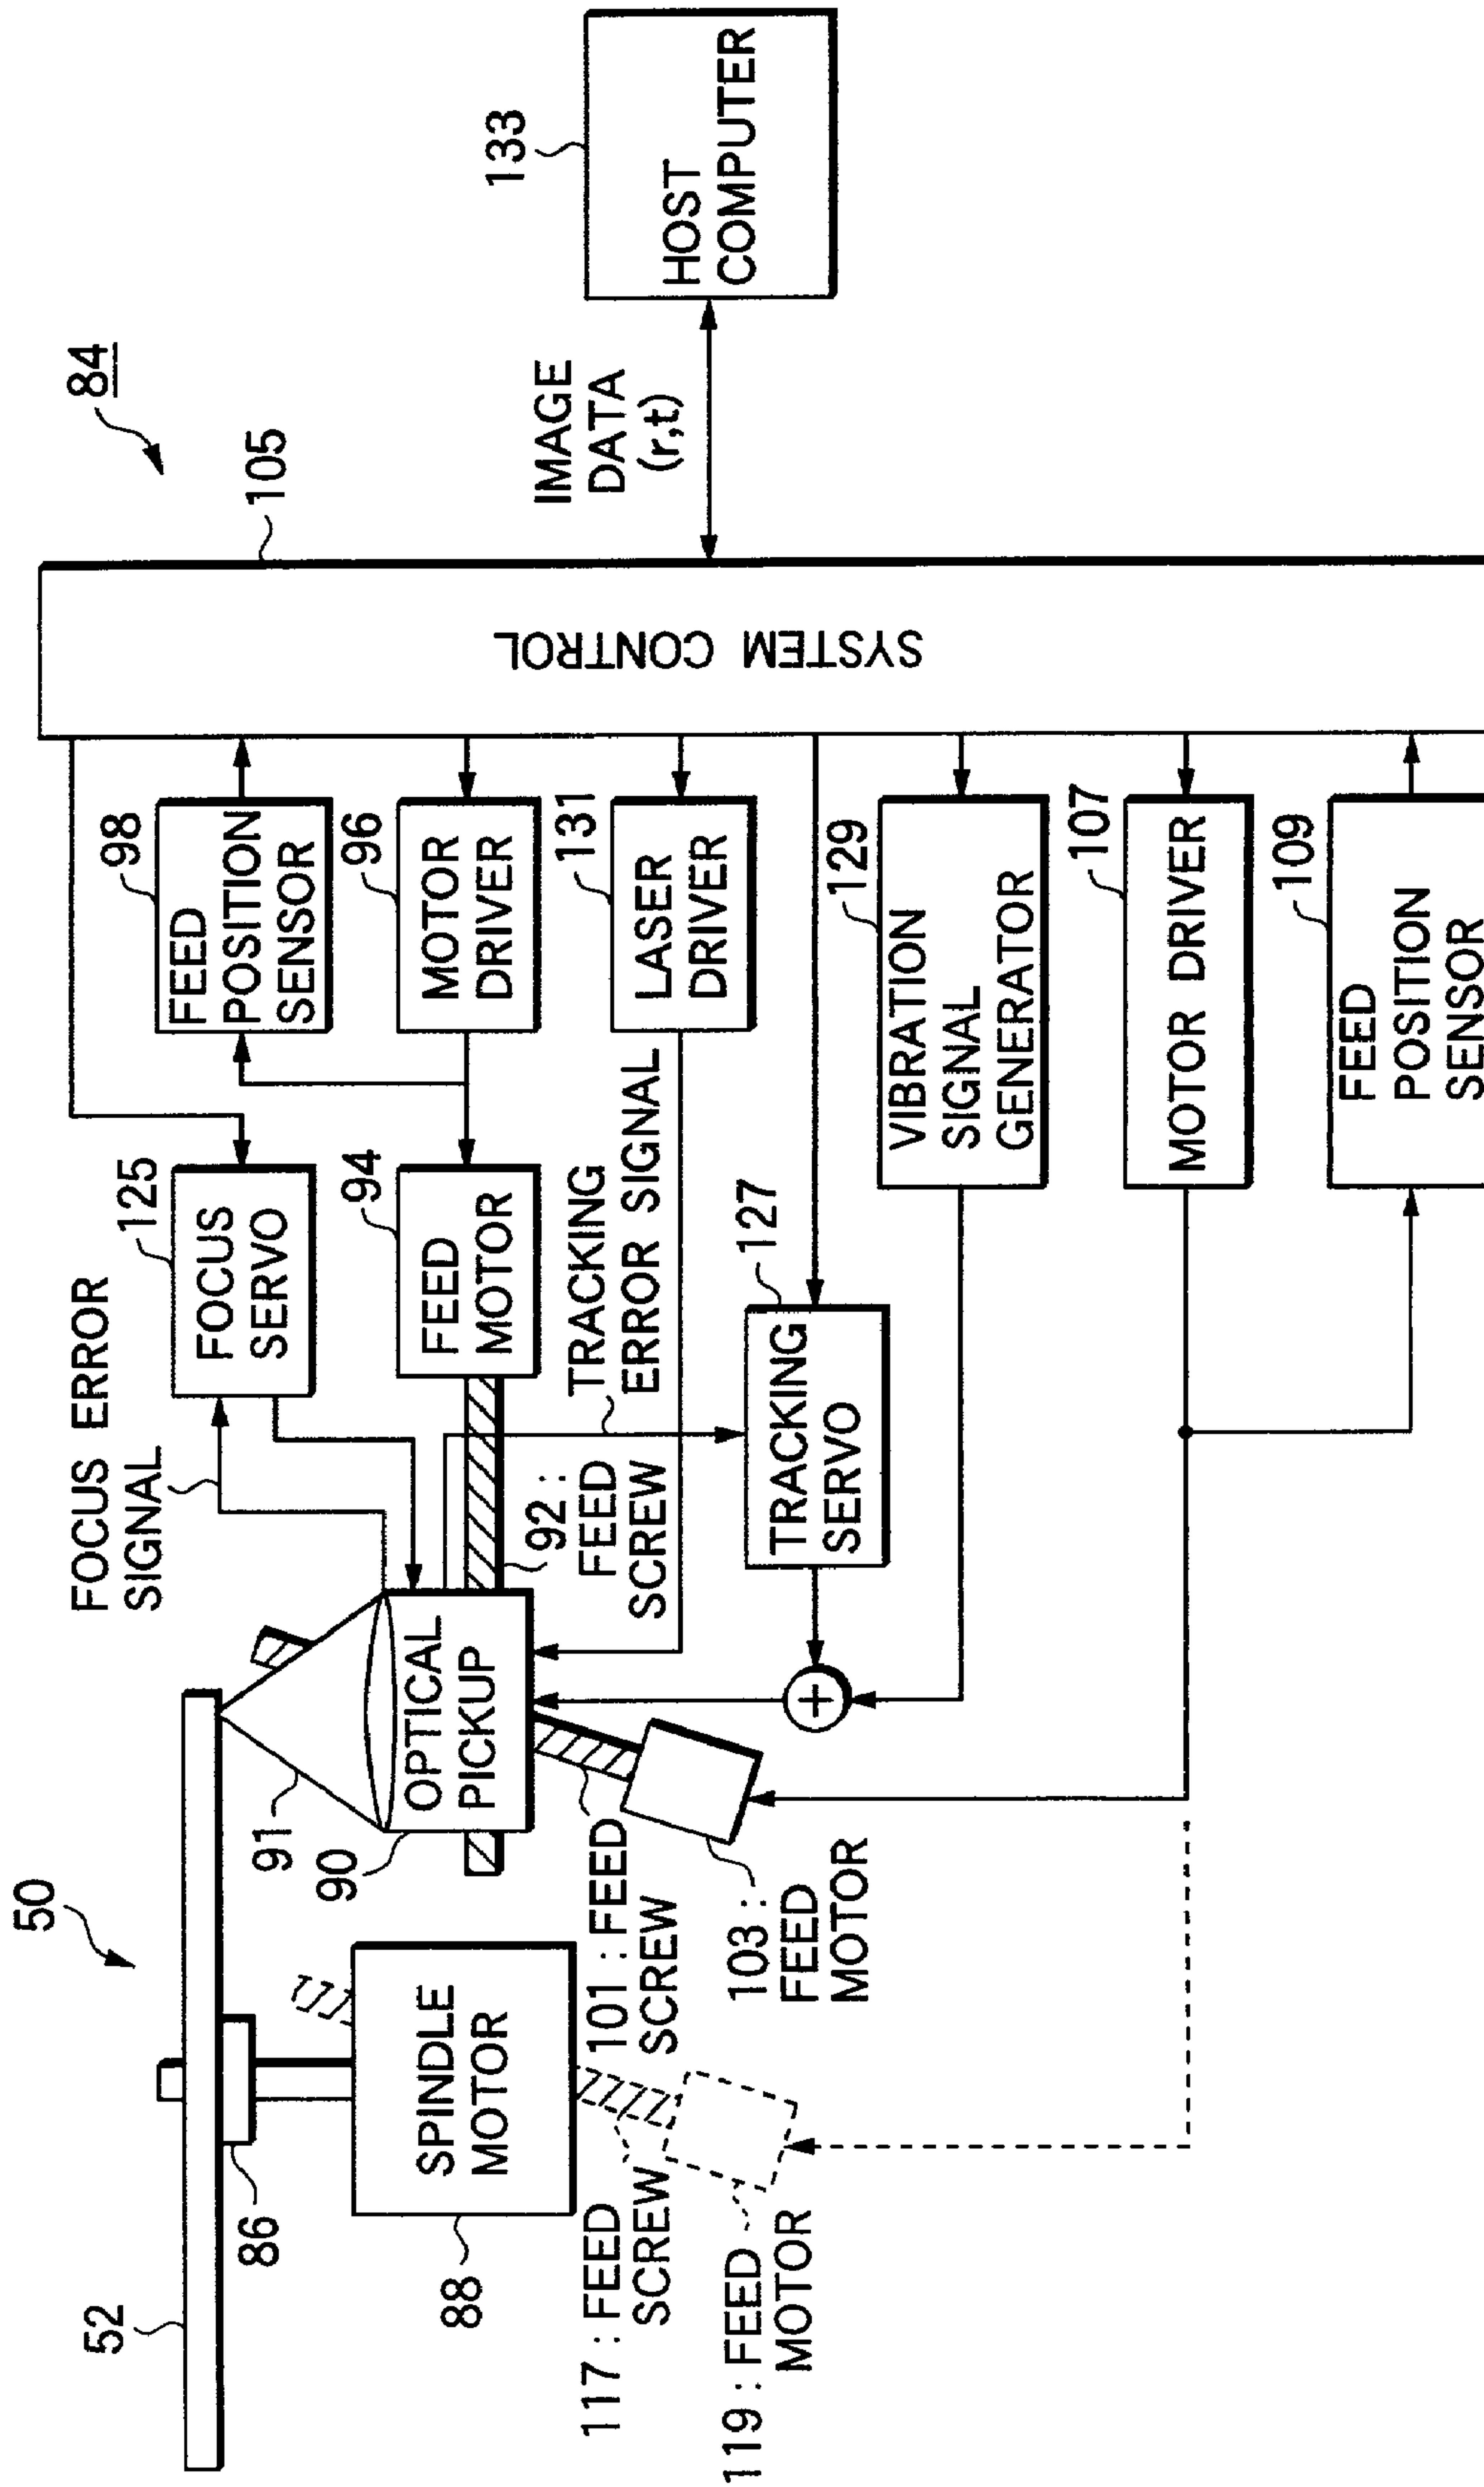 84
50
52
86
88
SPINDLE
MOTOR
117 : FEED
SCREW
119 : FEED
MOTOR
91
90
OPTICAL
PICKUP
101 : FEED
SCREW
103 :
FEED
MOTOR
FOCUS ERROR
SIGNAL
125
FOCUS
SERVO
94
FEED
MOTOR
92 :
FEED
SCREW
TRACKING
ERROR SIGNAL
127
TRACKING
SERVO
98
FEED
POSITION
SENSOR
96
MOTOR
DRIVER
131
LASER
DRIVER
129
VIBRATION
SIGNAL
GENERATOR
107
MOTOR DRIVER
109
FEED
POSITION
SENSOR
105
SYSTEM CONTROL
IMAGE
DATA
(r,t)
133
HOST
COMPUTER
+